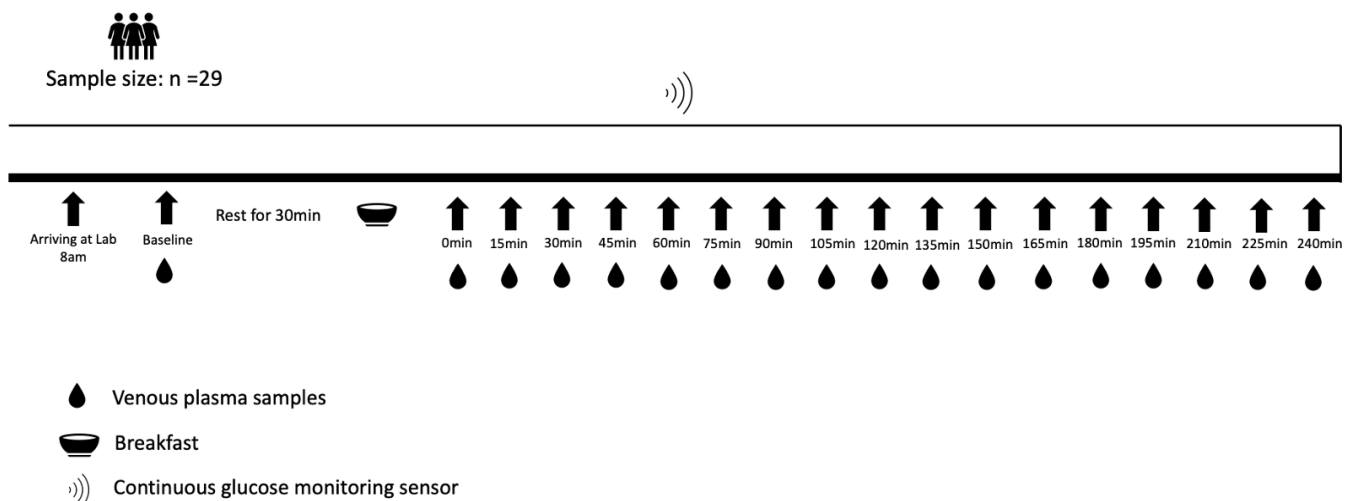 Sample size: n =29
Arriving at Lab
8am
Baseline
Rest for 30min
0min
15min
30min
45min
60min
75min
90min
105min
120min
135min
150min
165min
180min
195min
210min
225min
240min
Venous plasma samples
Breakfast
Continuous glucose monitoring sensor